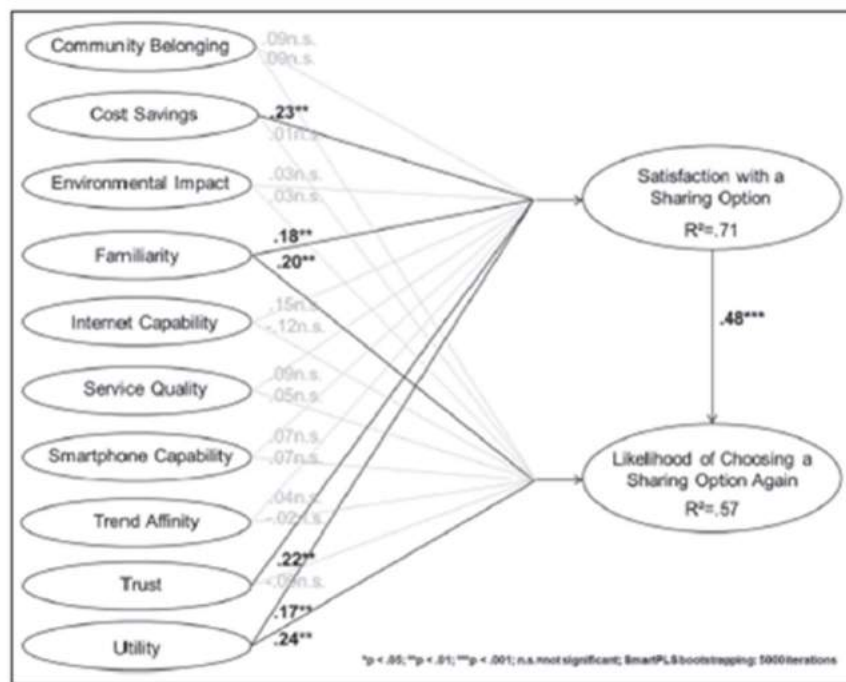 Community Belonging
.09n.s.
.09n.s.
Cost Savings
.23**
.01n.s.
Environmental Impact
.03n.s.
.03n.s.
Familiarity
.18**
.20**
Internet Capability
.15n.s.
-.12n.s.
Service Quality
.09n.s.
.05n.s.
Smartphone Capability
.07n.s.
.07n.s.
Trend Affinity
.04n.s.
-.02n.s.
Trust
.22**
-.09n.s.
Utility
.17**
.24**
Satisfaction with a
Sharing Option
R²=.71
.48***
Likelihood of Choosing a
Sharing Option Again
R²=.57
*p < .05; **p < .01; ***p < .001; n.s.=not significant; SmartPLS bootstrapping: 5000 iterations